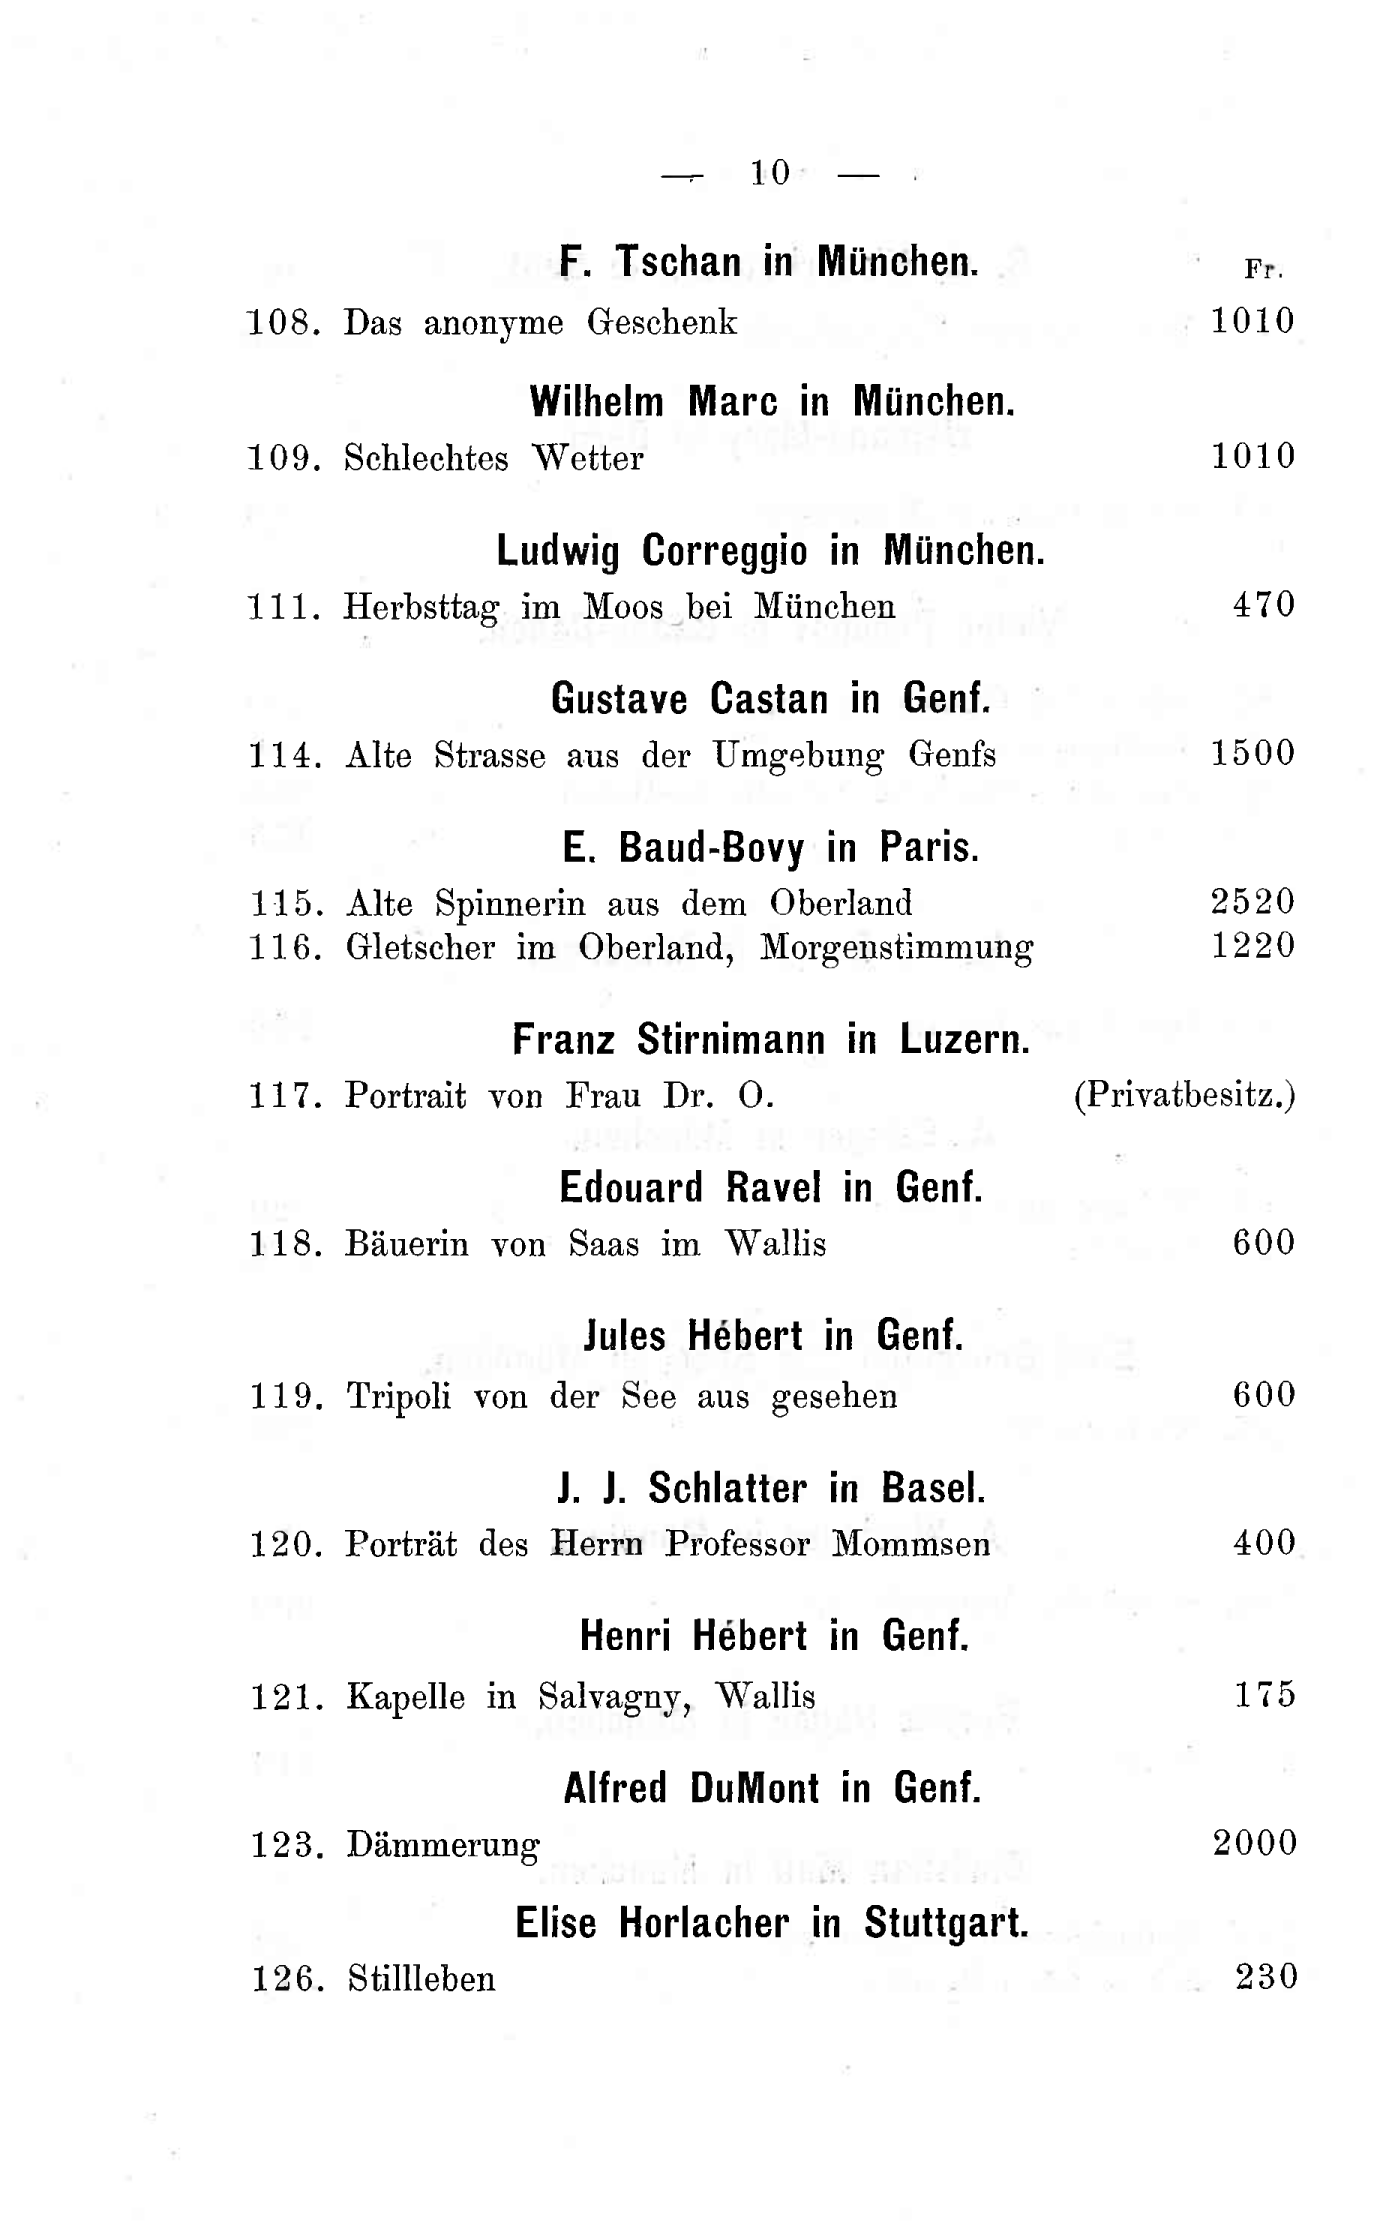 — 10 —
F. Tschan in München. Fr.
108. Das anonyme Geschenk 1010
Wilhelm Marc in München.
109. Schlechtes Wetter 1010
Ludwig Correggio in München.
111. Herbsttag im Moos bei München 470
Gustave Castan in Genf.
114. Alte Strasse aus der Umgebung Genfs 1500
E. Baud-Bovy in Paris.
115. Alte Spinnerin aus dem Oberland 2520
116. Gletscher im Oberland, Morgenstimmung 1220
Franz Stirnimann in Luzern.
117. Portrait von Frau Dr. O. (Privatbesitz.)
Edouard Ravel in Genf.
118. Bäuerin von Saas im Wallis 600
Jules Hébert in Genf.
119. Tripoli von der See aus gesehen 600
J. J. Schlatter in Basel.
120. Porträt des Herrn Professor Mommsen 400
Henri Hébert in Genf.
121. Kapelle in Salvagny, Wallis 175
Alfred DuMont in Genf.
123. Dämmerung 2000
Elise Horlacher in Stuttgart.
126. Stillleben 230